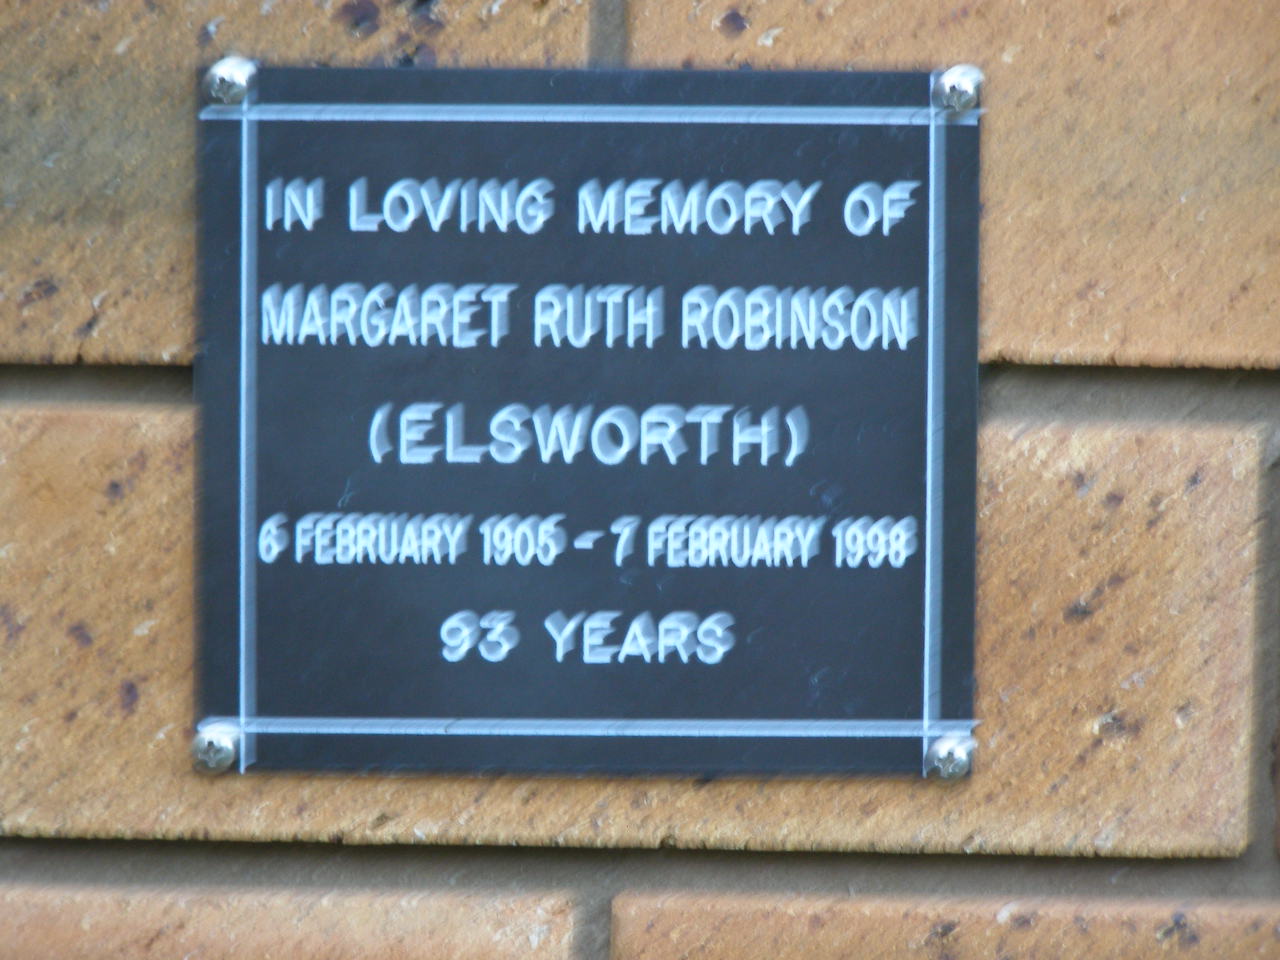 IN LOVING MEMORY OF
MARGARET RUTH ROBINSON
(ELSWORTH)
6 FEBRUARY 1905 - 7 FEBRUARY 1998
93 YEARS